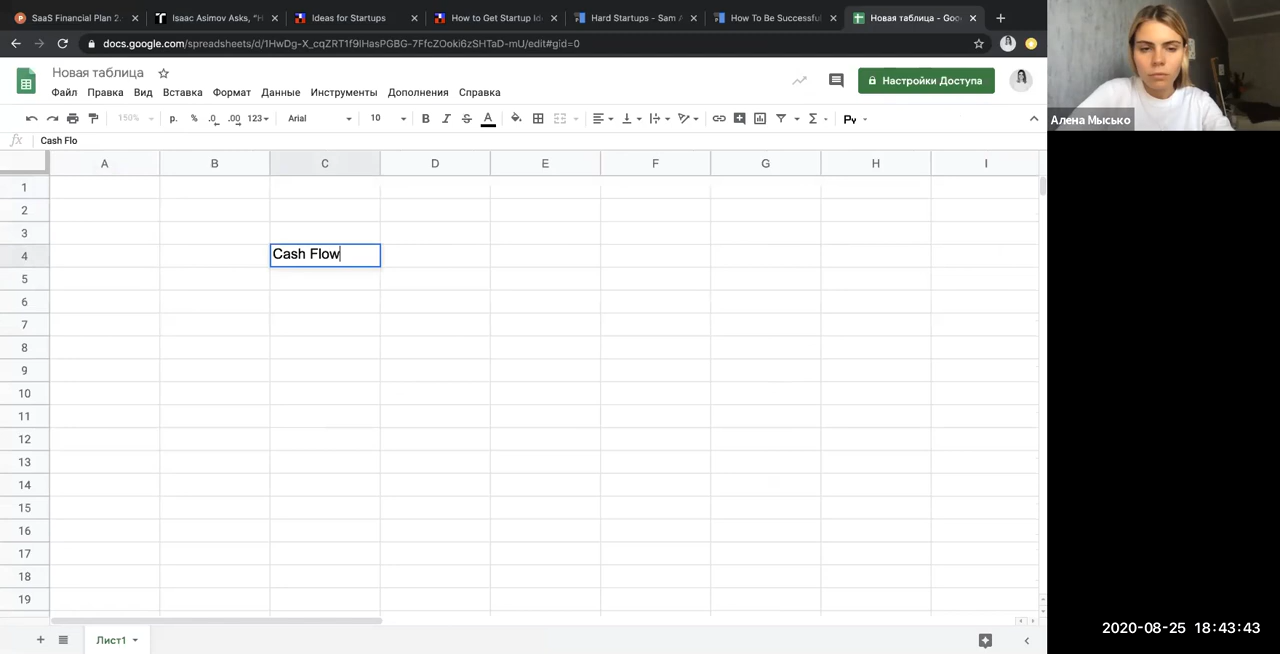 SaaS Financial Plan 2.
Isaac Asimov Asks, "H
Ideas for Startups
How to Get Startup Id
Hard Startups - Sam A
How To Be Successful
Новая таблица - Goo
docs.google.com/spreadsheets/d/1HwDg-X_cqZRT1f9lHasPGBG-7FfcZOoki6zSHTaD-mU/edit#gid=0
Новая таблица
Файл Правка Вид Вставка Формат Данные Инструменты Дополнения Справка
Настройки Доступа
150% р. % .0 .00 123 Arial 10 B I S A Σ Ру
fx Cash Flo
A B C D E F G H I
1
2
3
4 Cash Flow
5
6
7
8
9
10
11
12
13
14
15
16
17
18
19
Лист1
Алена Мысько
2020-08-25 18:43:43